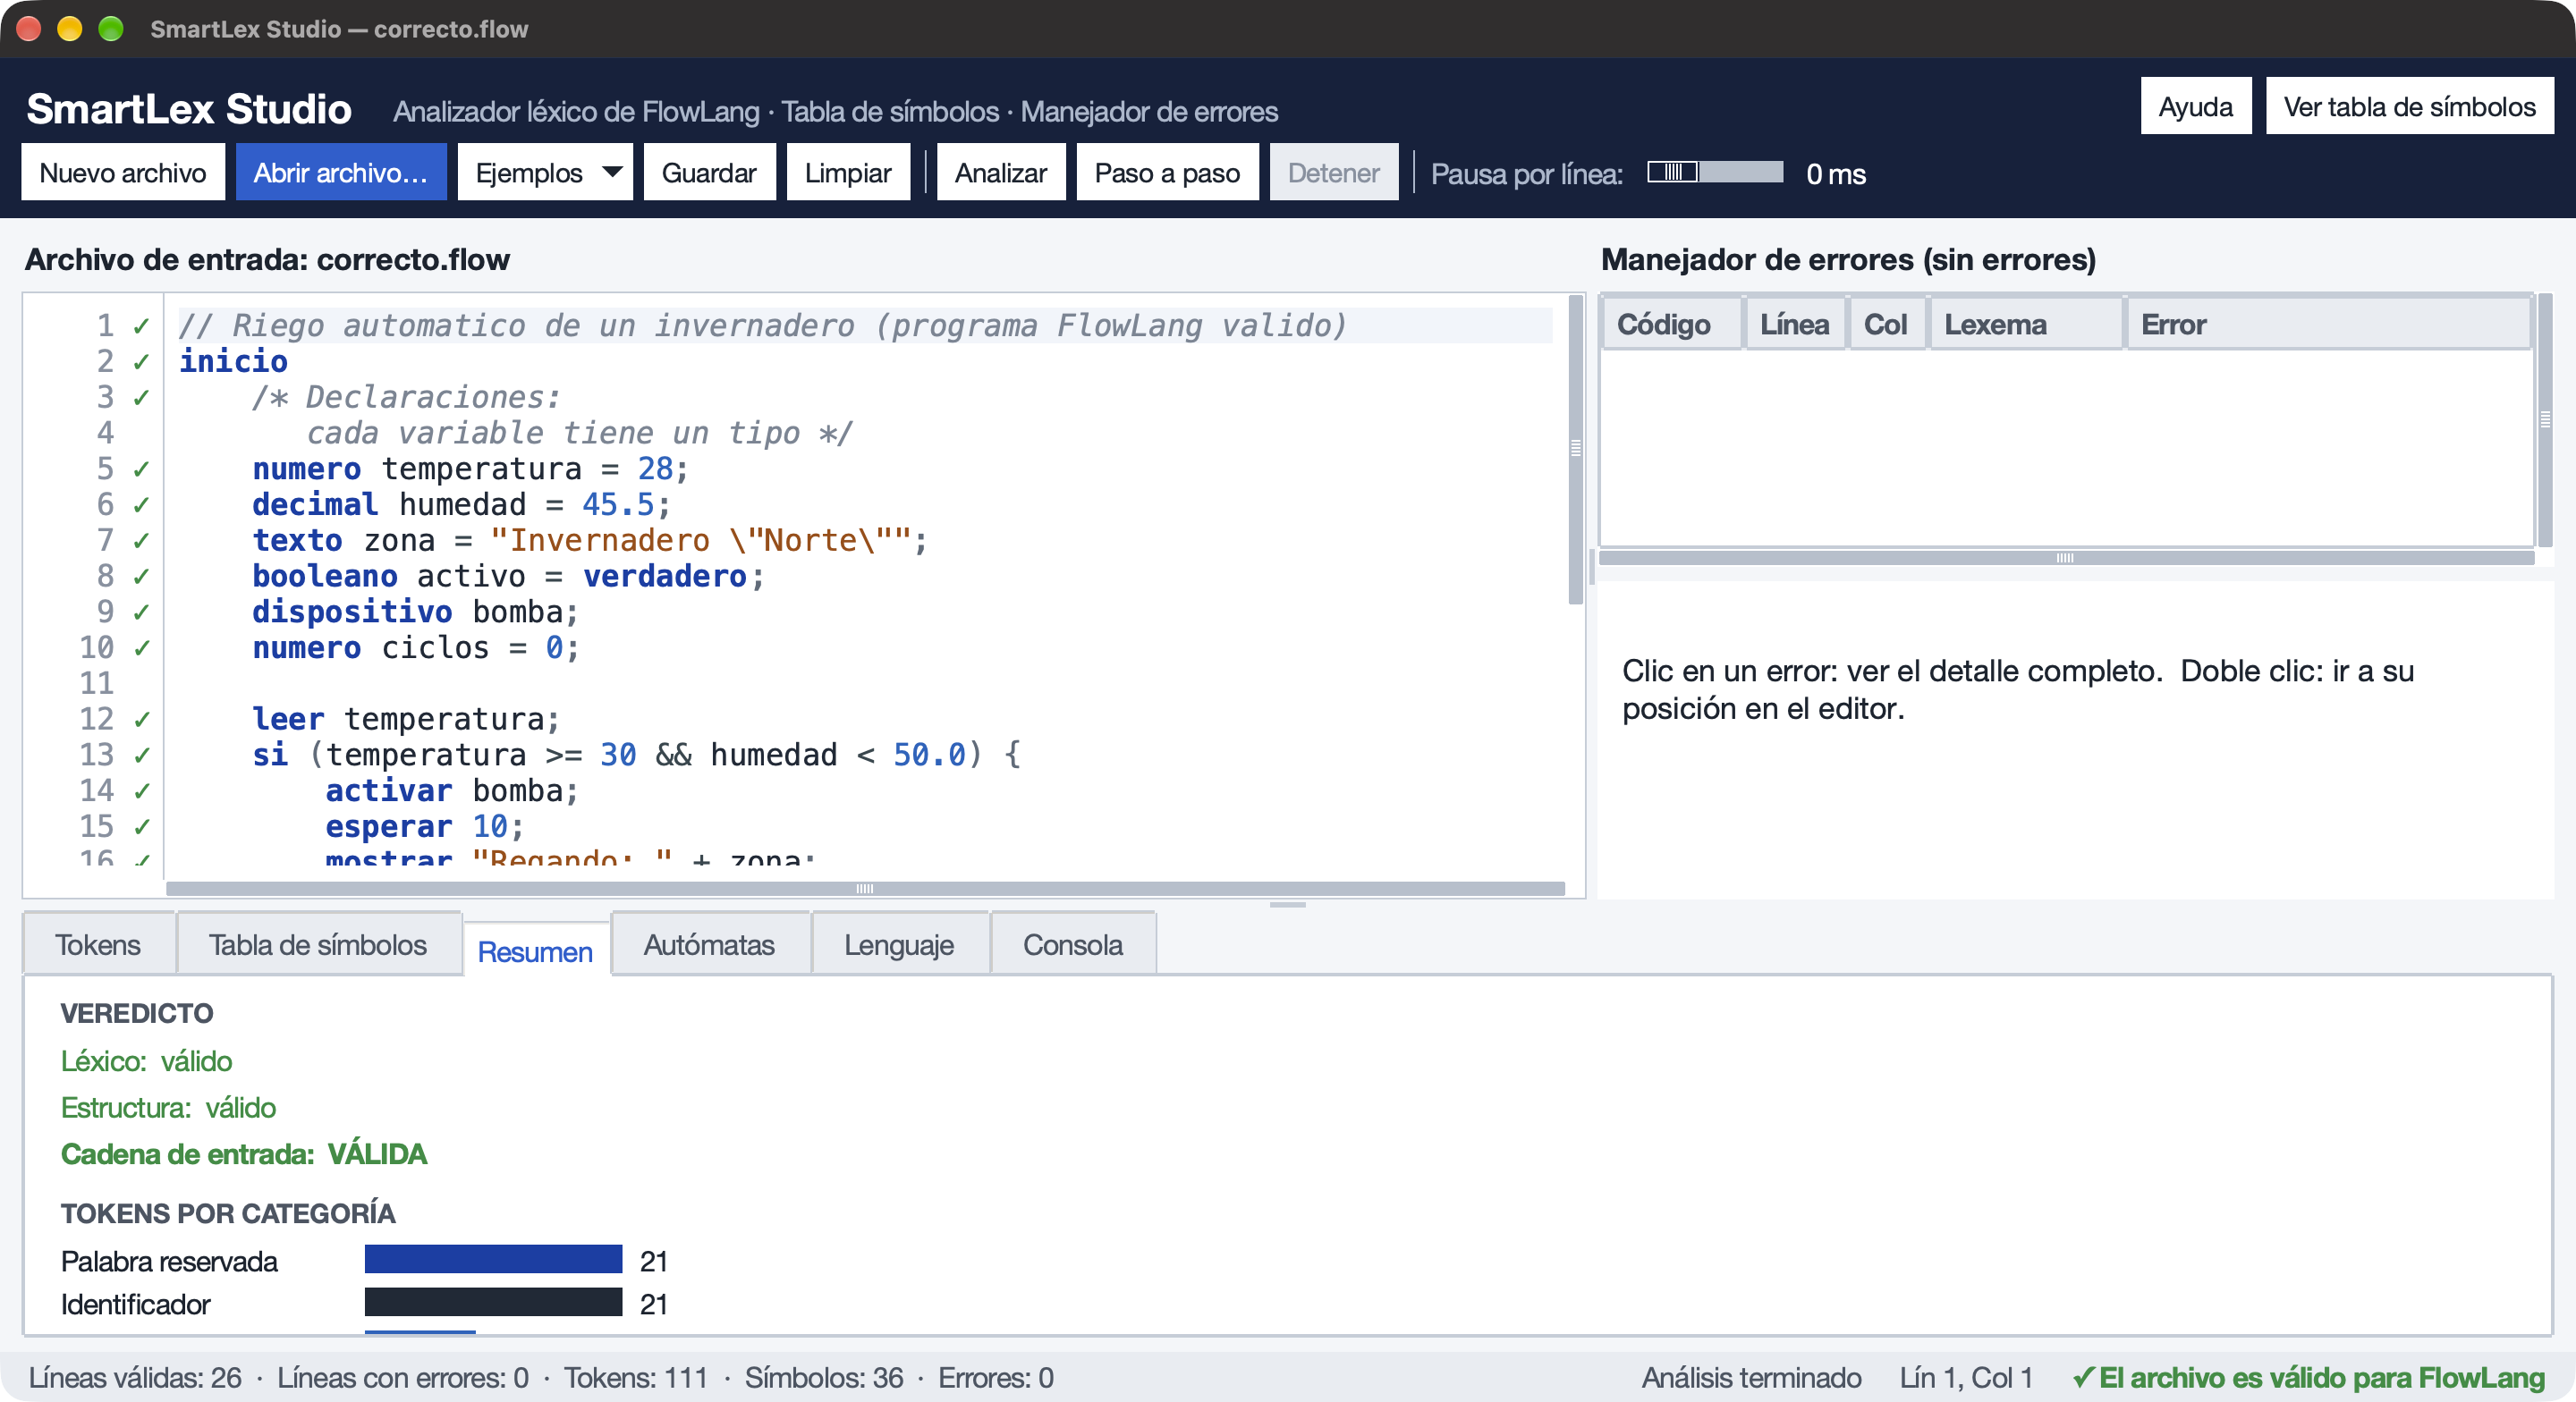 SmartLex Studio — correcto.flow
SmartLex Studio Analizador léxico de FlowLang · Tabla de símbolos · Manejador de errores
Ayuda Ver tabla de símbolos
Nuevo archivo Abrir archivo... Ejemplos Guardar Limpiar Analizar Paso a paso Detener Pausa por línea: 0 ms
Archivo de entrada: correcto.flow
1 ✓ // Riego automatico de un invernadero (programa FlowLang valido)
2 ✓ inicio
3 ✓ /* Declaraciones:
4 cada variable tiene un tipo */
5 ✓ numero temperatura = 28;
6 ✓ decimal humedad = 45.5;
7 ✓ texto zona = "Invernadero \"Norte\"";
8 ✓ booleano activo = verdadero;
9 ✓ dispositivo bomba;
10 ✓ numero ciclos = 0;
11
12 ✓ leer temperatura;
13 ✓ si (temperatura >= 30 && humedad < 50.0) {
14 ✓ activar bomba;
15 ✓ esperar 10;
16 ✓ mostrar "Regando: " + zona;
Manejador de errores (sin errores)
Código Línea Col Lexema Error
Clic en un error: ver el detalle completo. Doble clic: ir a su
posición en el editor.
Tokens Tabla de símbolos Resumen Autómatas Lenguaje Consola
VEREDICTO
Léxico: válido
Estructura: válido
Cadena de entrada: VÁLIDA
TOKENS POR CATEGORÍA
Palabra reservada 21
Identificador 21
Líneas válidas: 26 · Líneas con errores: 0 · Tokens: 111 · Símbolos: 36 · Errores: 0
Análisis terminado Lín 1, Col 1 ✓ El archivo es válido para FlowLang